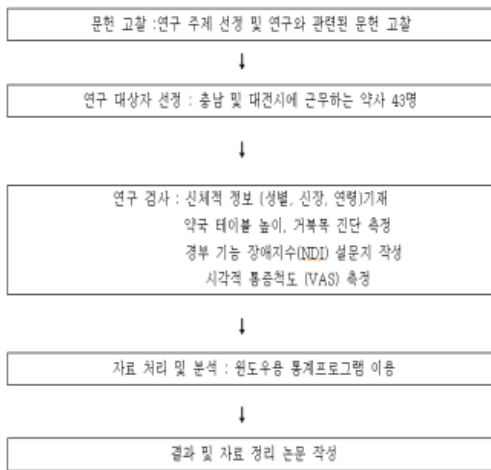 문헌 고찰 :연구 주제 선정 및 연구와 관련된 문헌 고찰
↓
연구 대상자 선정 : 충남 및 대전시에 근무하는 약사 43명
↓
연구 검사 : 신체적 정보 (성별, 신장, 연령)기재
약국 테이블 높이, 거북목 진단 측정
경부 기능 장애지수(NDI) 설문지 작성
시각적 통증척도 (VAS) 측정
↓
자료 처리 및 분석 : 윈도우용 통계프로그램 이용
↓
결과 및 자료 정리 논문 작성